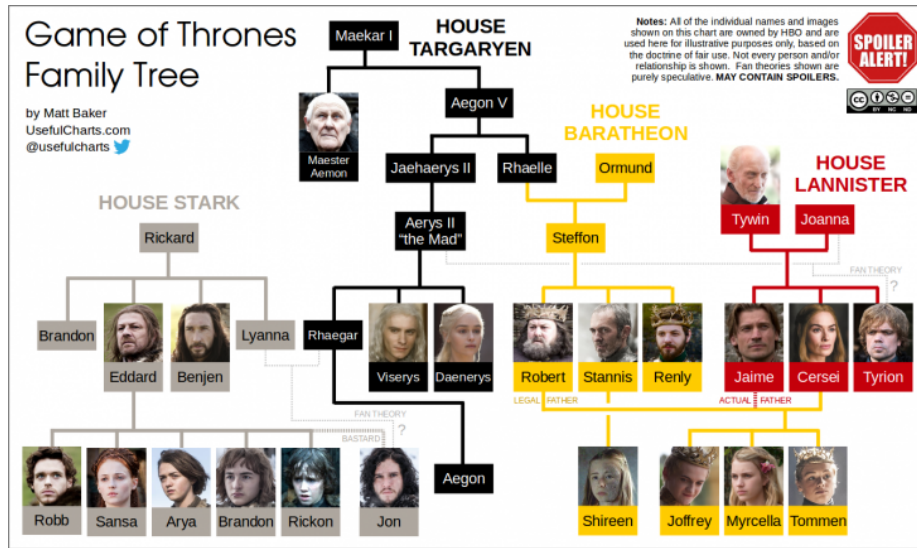 Game of Thrones
Family Tree
by Matt Baker
UsefulCharts.com
@usefulcharts
Maekar I
HOUSE
TARGARYEN
Notes: All of the individual names and images
shown on this chart are owned by HBO and are
used here for illustrative purposes only, based on
the doctrine of fair use. Not every person and/or
relationship is shown. Fan theories shown are
purely speculative. MAY CONTAIN SPOILERS.
SPOILER
ALERT!
cc
BY NC ND
Maester
Aemon
Aegon V
HOUSE
BARATHEON
Jaehaerys II
Rhaelle
Ormund
HOUSE
LANNISTER
HOUSE STARK
Rickard
Aerys II
"the Mad"
Steffon
Tywin
Joanna
FAN THEORY
?
Brandon
Eddard
Benjen
Lyanna
Rhaegar
Viserys
Daenerys
Robert
Stannis
Renly
Jaime
Cersei
Tyrion
LEGAL FATHER
ACTUAL FATHER
FAN THEORY
?
BASTARD
Robb
Sansa
Arya
Brandon
Rickon
Jon
Aegon
Shireen
Joffrey
Myrcella
Tommen